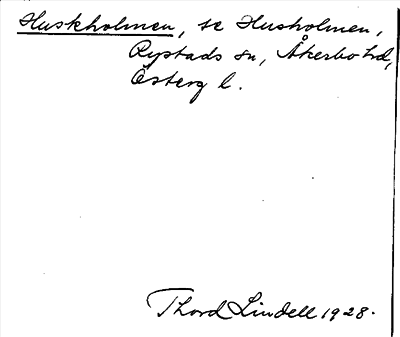 Huskholmen, se Husholmen,
Rystads sn, Åkerbo hd,
Österg l.
Thord Lindell 1928.